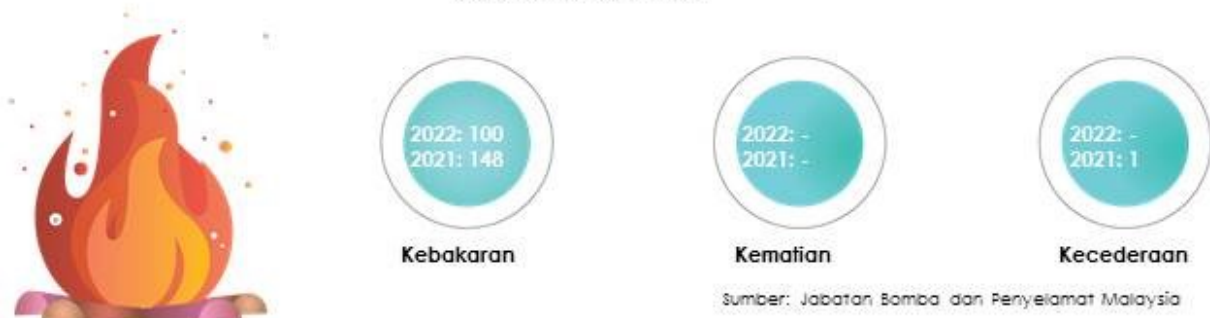 2022: 100
2021: 148
Kebakaran
2022: -
2021: -
Kematian
2022: -
2021: 1
Kecederaan
Sumber: Jabatan Bomba dan Penyelamat Malaysia